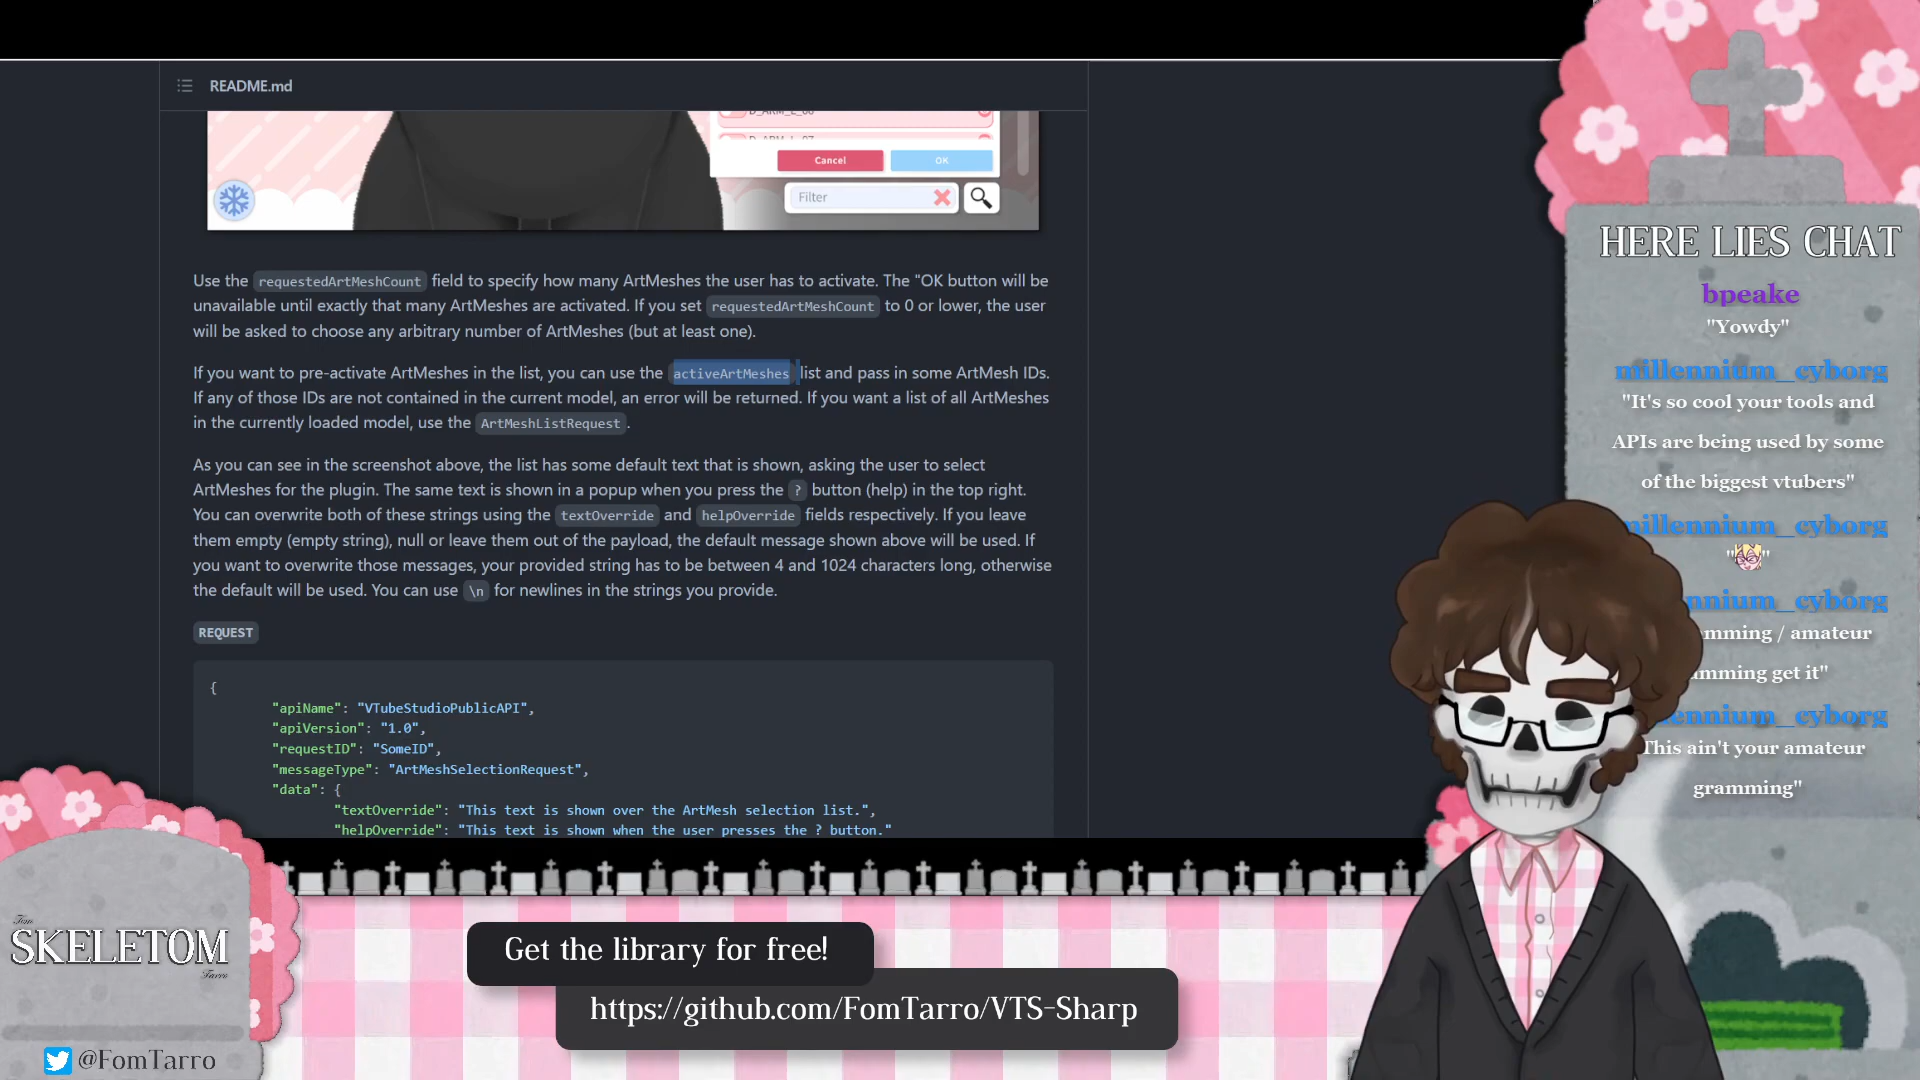 README.md
D_ARM_L_06
D_ARM_L_07
Cancel
OK
Filter
Use the requestedArtMeshCount field to specify how many ArtMeshes the user has to activate. The "OK button will be
unavailable until exactly that many ArtMeshes are activated. If you set requestedArtMeshCount to 0 or lower, the user
will be asked to choose any arbitrary number of ArtMeshes (but at least one).
If you want to pre-activate ArtMeshes in the list, you can use the activeArtMeshes list and pass in some ArtMesh IDs.
If any of those IDs are not contained in the current model, an error will be returned. If you want a list of all ArtMeshes
in the currently loaded model, use the ArtMeshListRequest.
As you can see in the screenshot above, the list has some default text that is shown, asking the user to select
ArtMeshes for the plugin. The same text is shown in a popup when you press the ? button (help) in the top right.
You can overwrite both of these strings using the textOverride and helpOverride fields respectively. If you leave
them empty (empty string), null or leave them out of the payload, the default message shown above will be used. If
you want to overwrite those messages, your provided string has to be between 4 and 1024 characters long, otherwise
the default will be used. You can use \n for newlines in the strings you provide.
REQUEST
{
"apiName": "VTubeStudioPublicAPI",
"apiVersion": "1.0",
"requestID": "SomeID",
"messageType": "ArtMeshSelectionRequest",
"data": {
"textOverride": "This text is shown over the ArtMesh selection list.",
"helpOverride": "This text is shown when the user presses the ? button."
HERE LIES CHAT
bpeake
"Yowdy"
millennium_cyborg
"It's so cool your tools and
APIs are being used by some
of the biggest vtubers"
millennium_cyborg
" "
nnium_cyborg
mming / amateur
mming get it"
ennium_cyborg
This ain't your amateur
gramming"
Tom
SKELETOM
Tarro
@FomTarro
Get the library for free!
https://github.com/FomTarro/VTS-Sharp